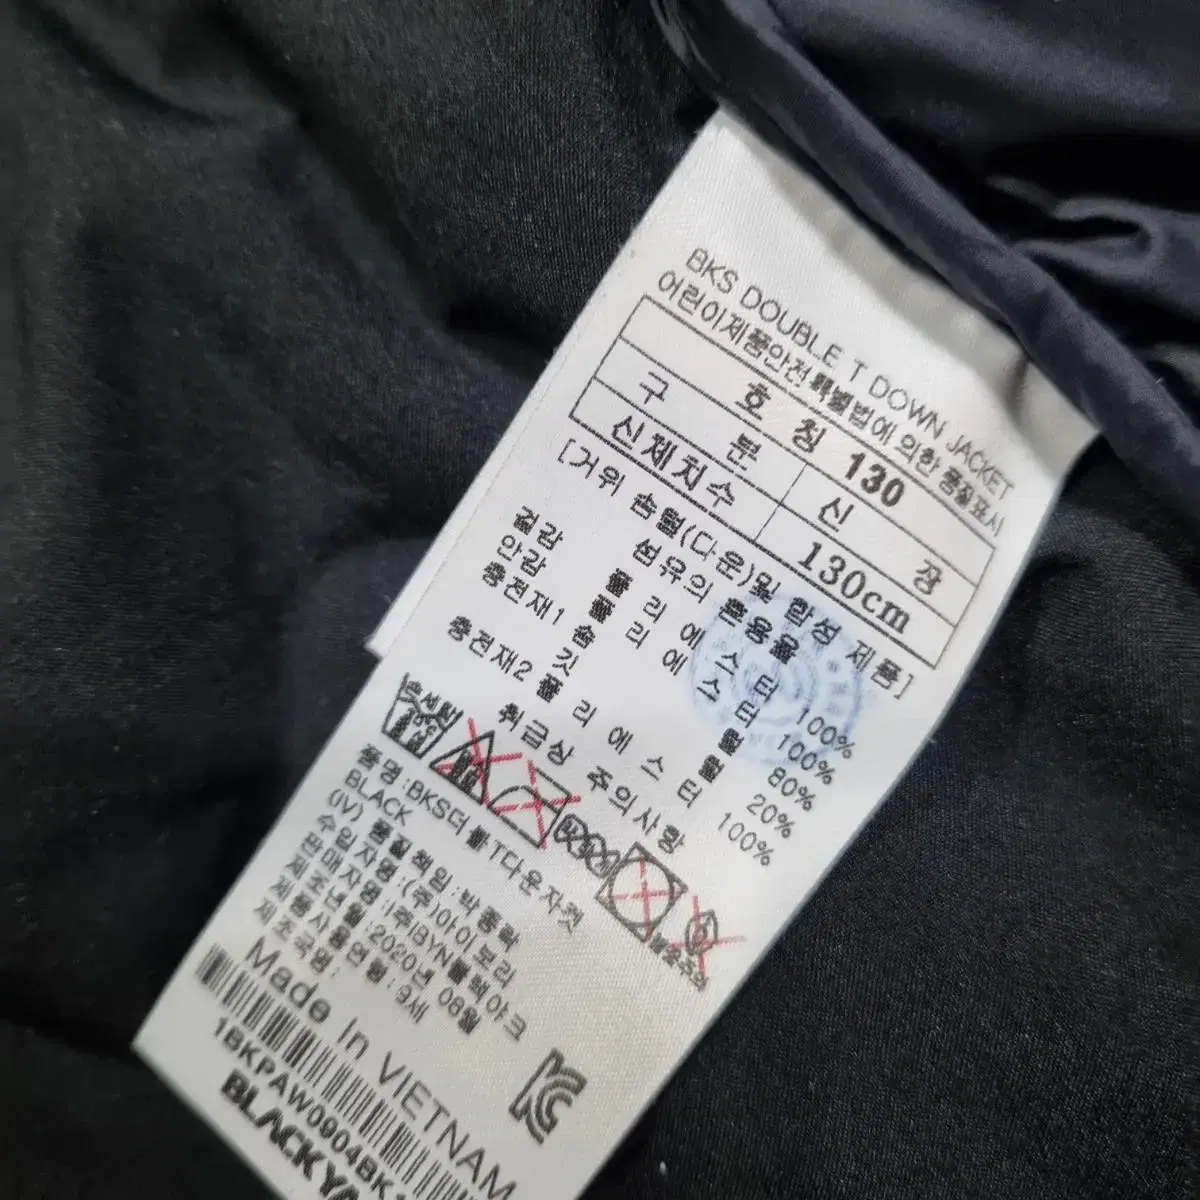 BKS DOUBLE T DOWN JACKET
어린이제품안전 특별법에 의한 품질표시
호칭 130
구 분 신 장
신체치수 130cm
[거위 솜털(다운)및 합성 제품]
섬유의 혼용율
겉감 폴 리 에 스 터 100%
안감 폴 리 에 스 터 100%
충전재1 솜 털 80%
깃 털 20%
충전재2 폴 리 에 스 터 100%
취급상 주의사항
손세탁
품명:BKS더블T다운자켓
BLACK
(IV) 품질책임:박종락
수입자명:(주)아이보리
판매자명:(주)BYN블랙야크
제조년월:2020년 08월
제품사용연령:9세
제조국명:
Made In VIETNAM
1BKPAW0904BK
BLACKYA